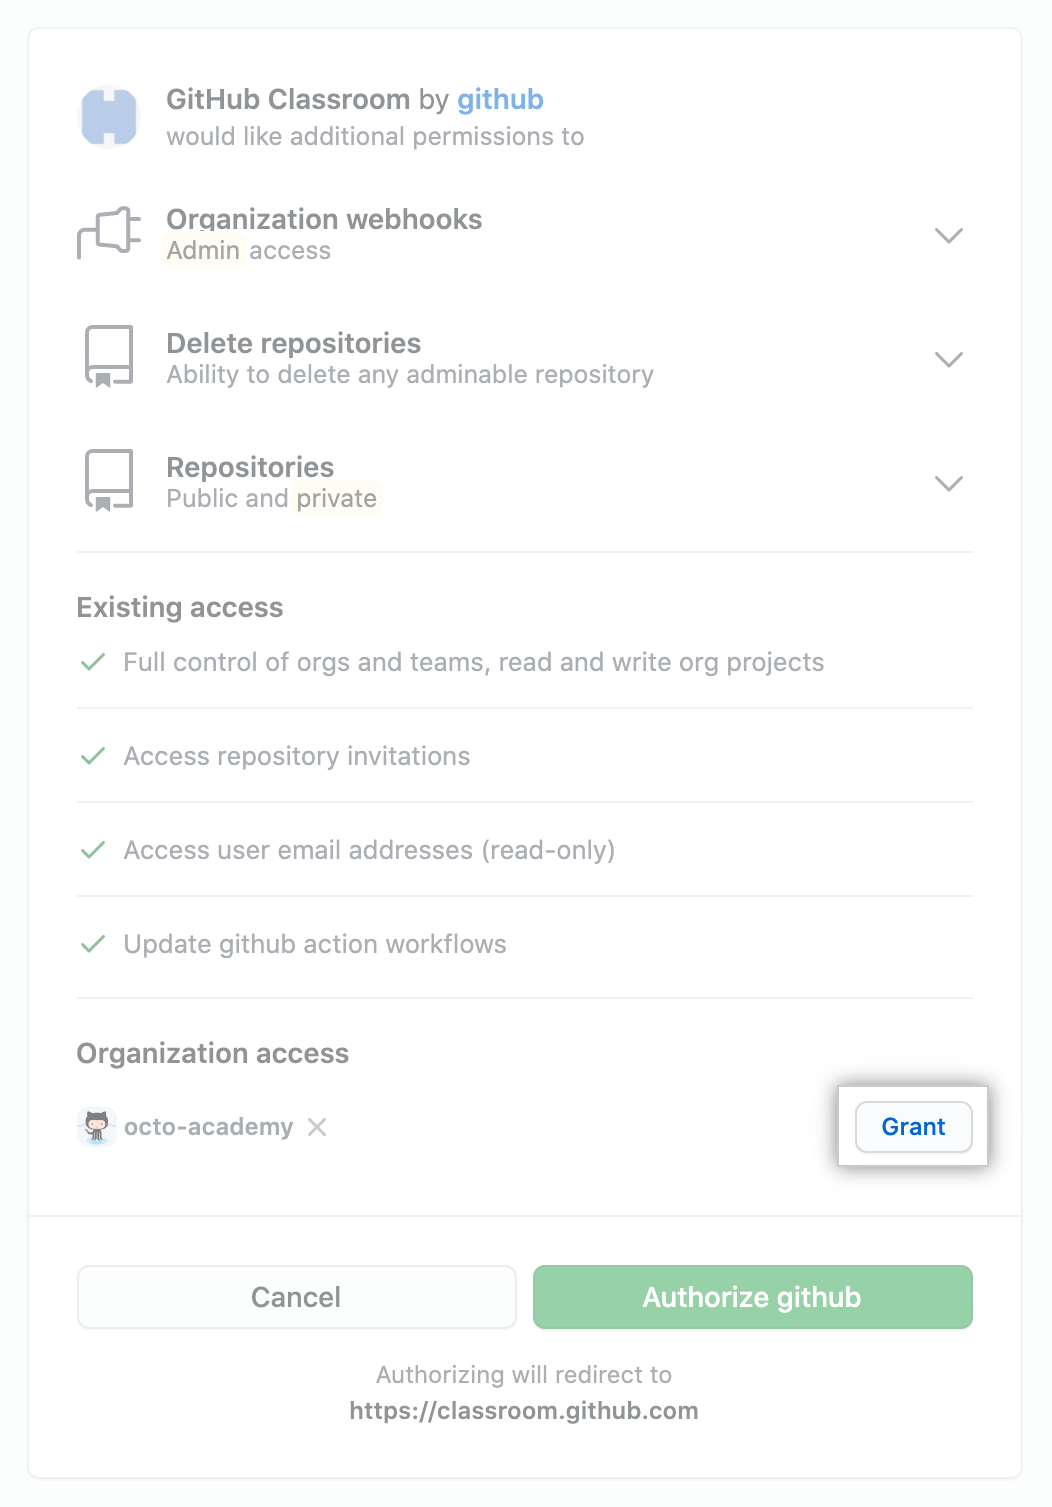 GitHub Classroom by github
would like additional permissions to
Organization webhooks
Admin access
Delete repositories
Ability to delete any adminable repository
Repositories
Public and private
Existing access
Full control of orgs and teams, read and write org projects
Access repository invitations
Access user email addresses (read-only)
Update github action workflows
Organization access
octo-academy
Grant
Cancel
Authorize github
Authorizing will redirect to
https://classroom.github.com